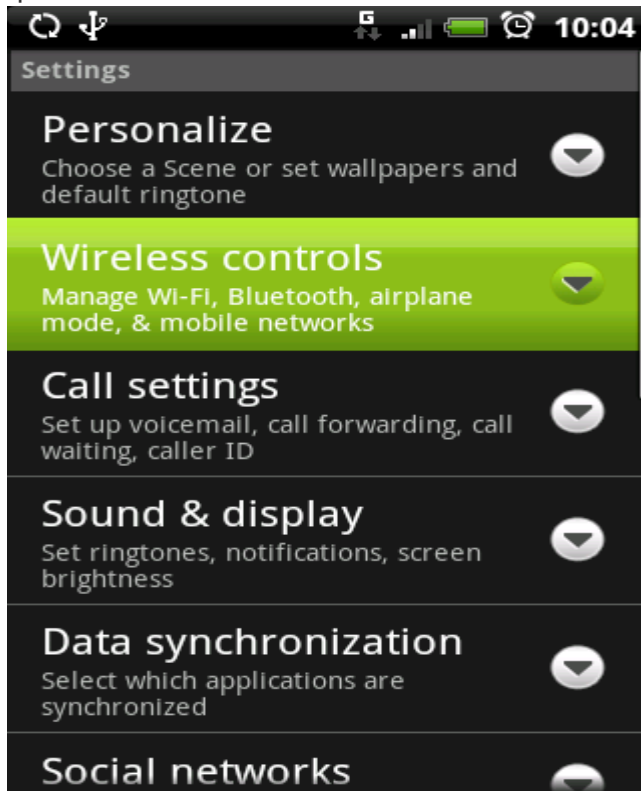 G
10:04
Settings
Personalize
Choose a Scene or set wallpapers and
default ringtone
Wireless controls
Manage Wi-Fi, Bluetooth, airplane
mode, & mobile networks
Call settings
Set up voicemail, call forwarding, call
waiting, caller ID
Sound & display
Set ringtones, notifications, screen
brightness
Data synchronization
Select which applications are
synchronized
Social networks